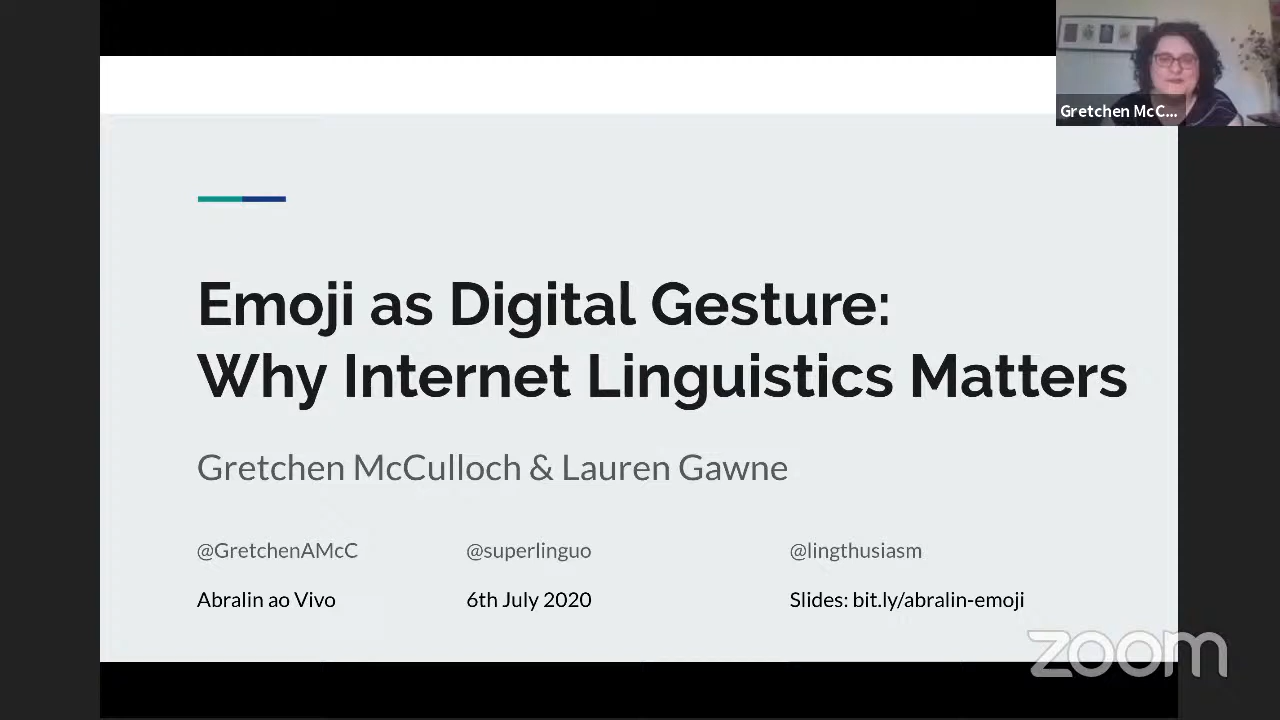 Gretchen McC...
Emoji as Digital Gesture:
Why Internet Linguistics Matters
Gretchen McCulloch & Lauren Gawne
@GretchenAMcC
@superlinguo
@lingthusiasm
Abralin ao Vivo
6th July 2020
Slides: bit.ly/abralin-emoji
zoom